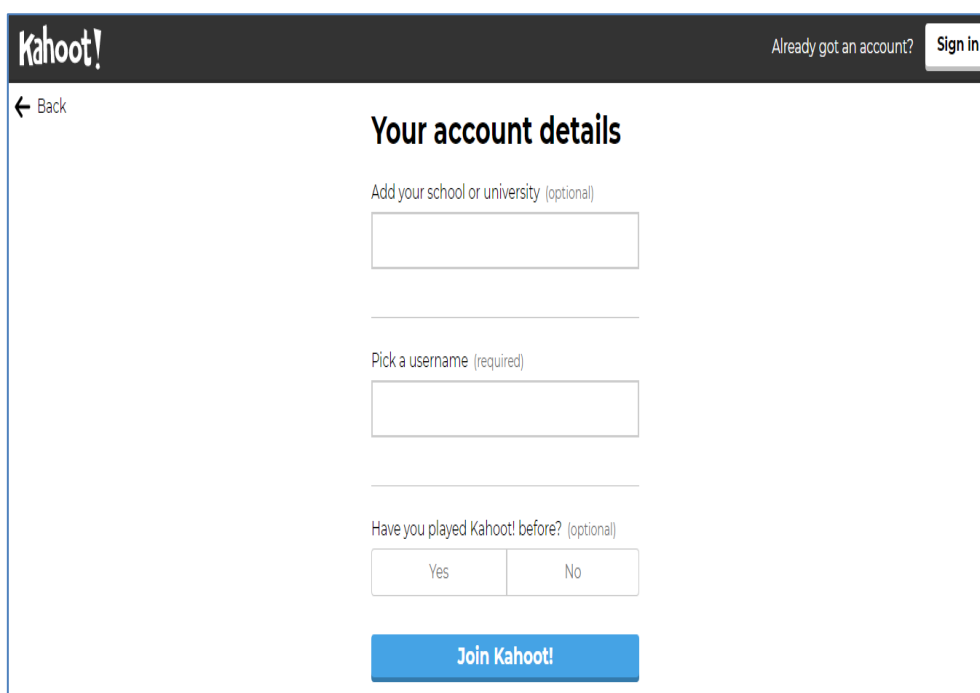 Kahoot!
Already got an account? Sign in
← Back
Your account details
Add your school or university (optional)
Pick a username (required)
Have you played Kahoot! before? (optional)
Yes No
Join Kahoot!